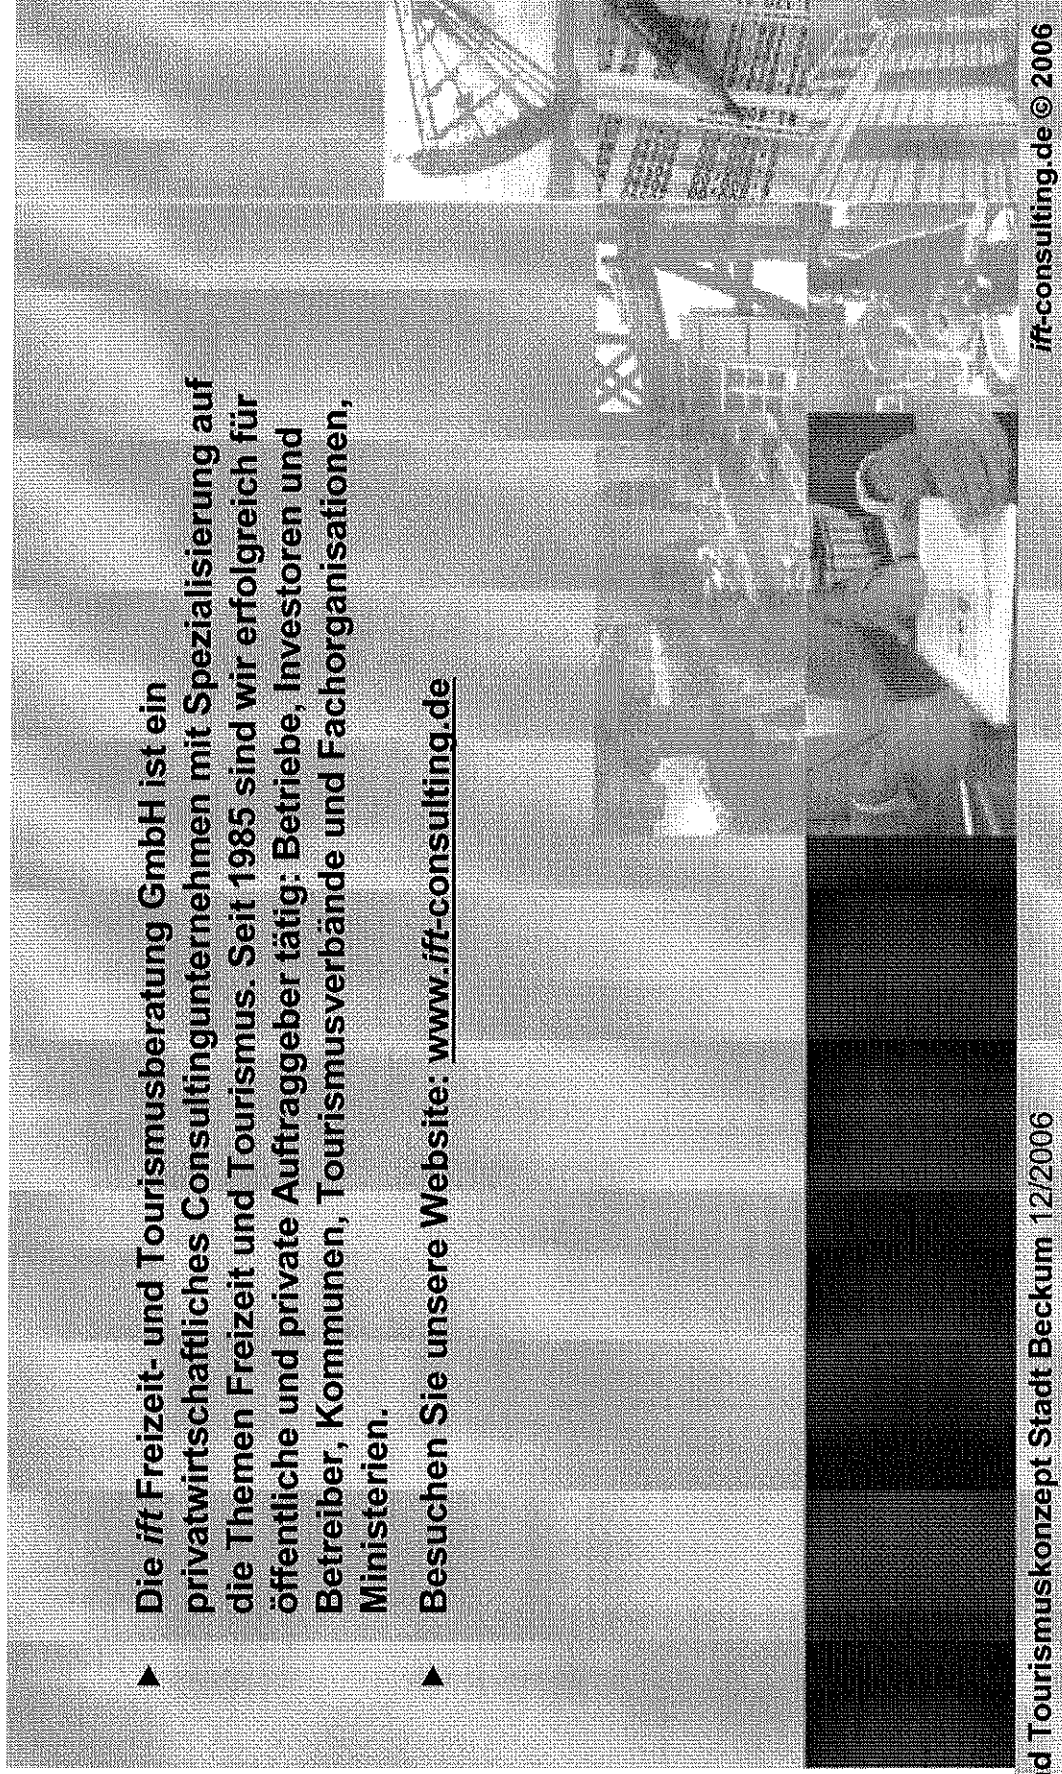 ► Die ift Freizeit- und Tourismusberatung GmbH ist ein
privatwirtschaftliches Consultingunternehmen mit Spezialisierung auf
die Themen Freizeit und Tourismus. Seit 1985 sind wir erfolgreich für
öffentliche und private Auftraggeber tätig: Betriebe, Investoren und
Betreiber, Kommunen, Tourismusverbände und Fachorganisationen,
Ministerien.
► Besuchen Sie unsere Website: www.ift-consulting.de
d Tourismuskonzept Stadt Beckum 12/2006 ift-consulting.de © 2006